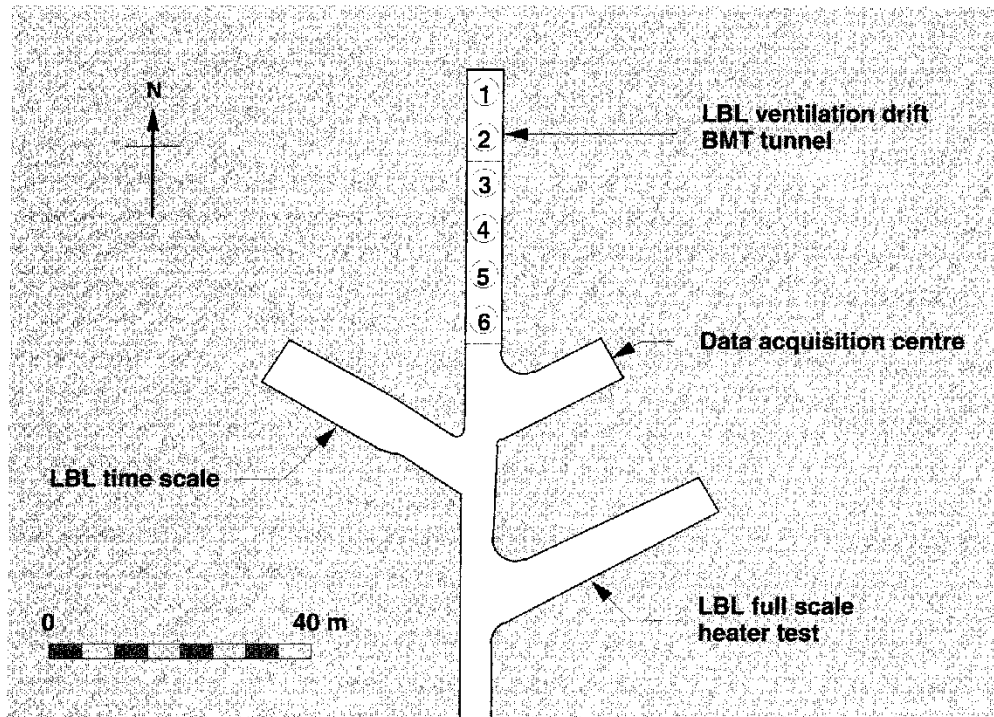 N
1
2
3
4
5
6
LBL ventilation drift
BMT tunnel
Data acquisition centre
LBL time scale
LBL full scale
heater test
0 40 m